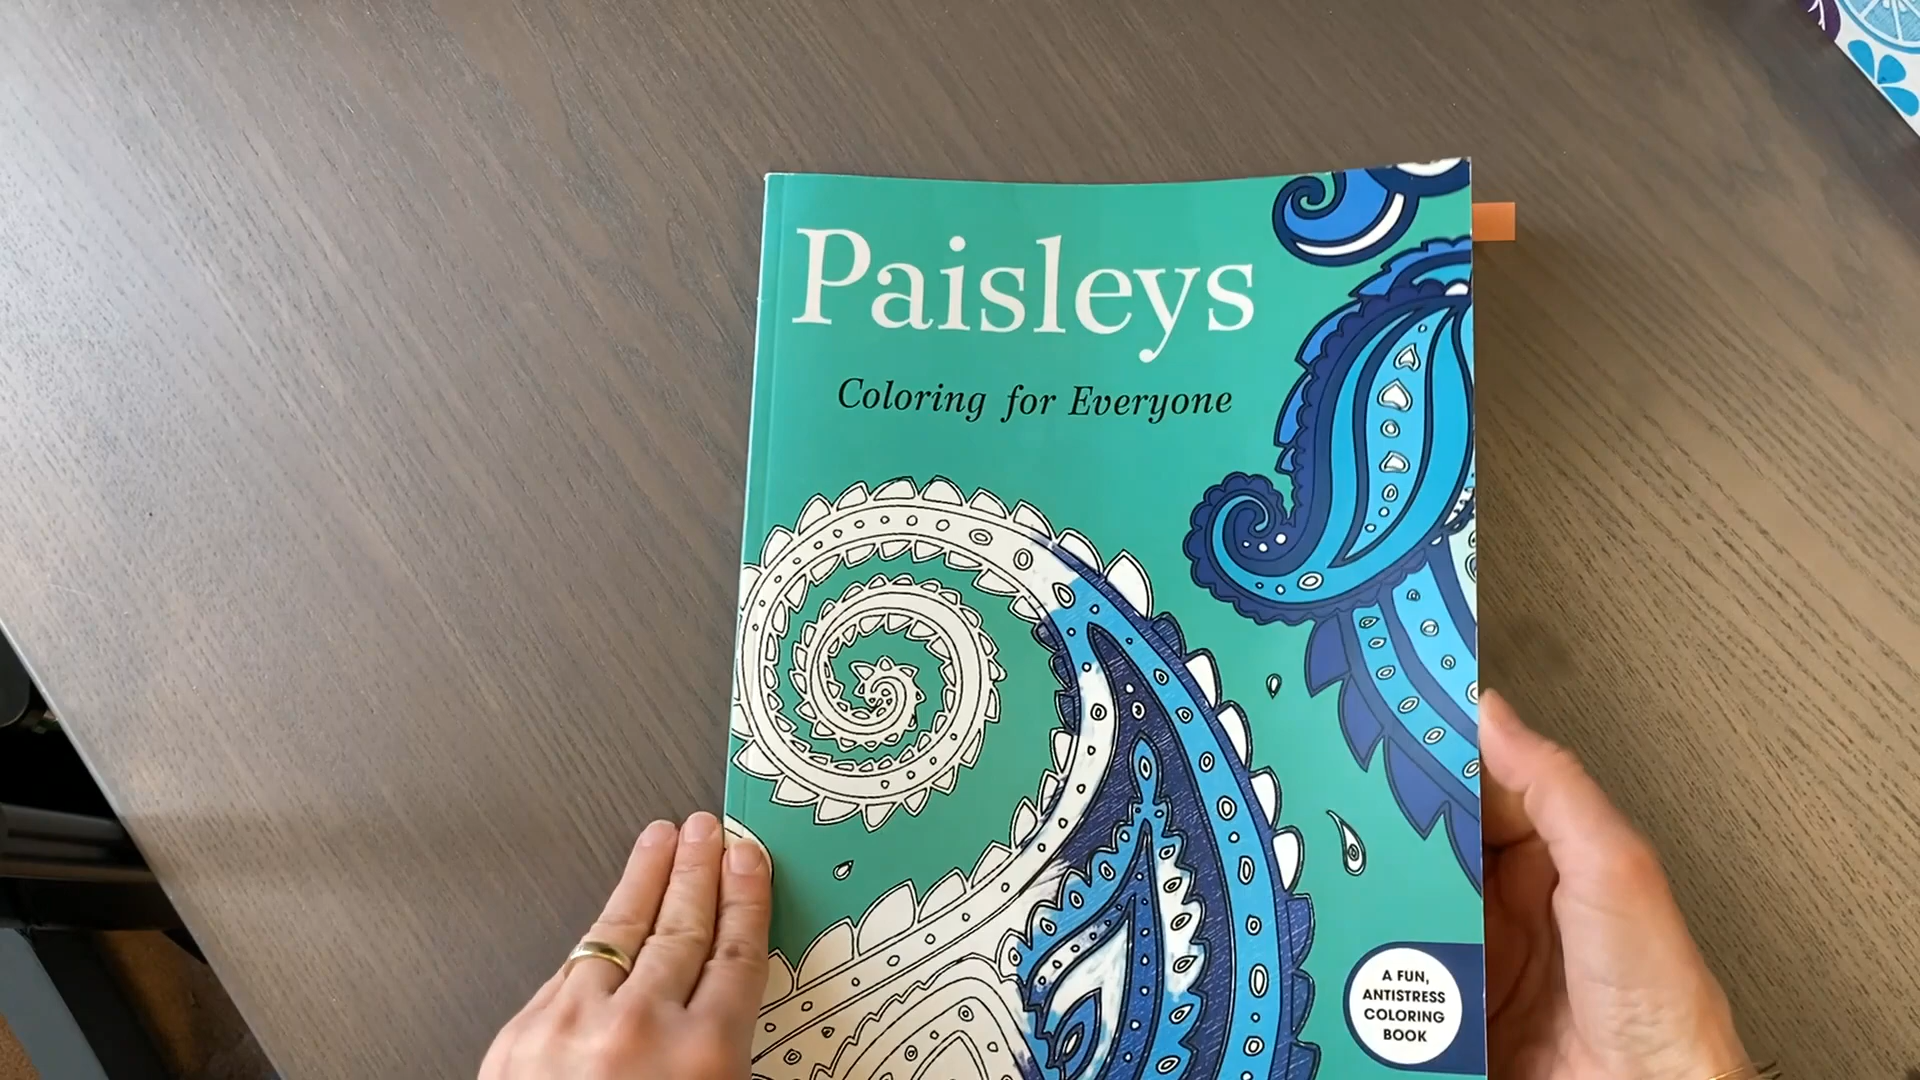 Paisleys
Coloring for Everyone
A FUN,
ANTISTRESS
COLORING
BOOK